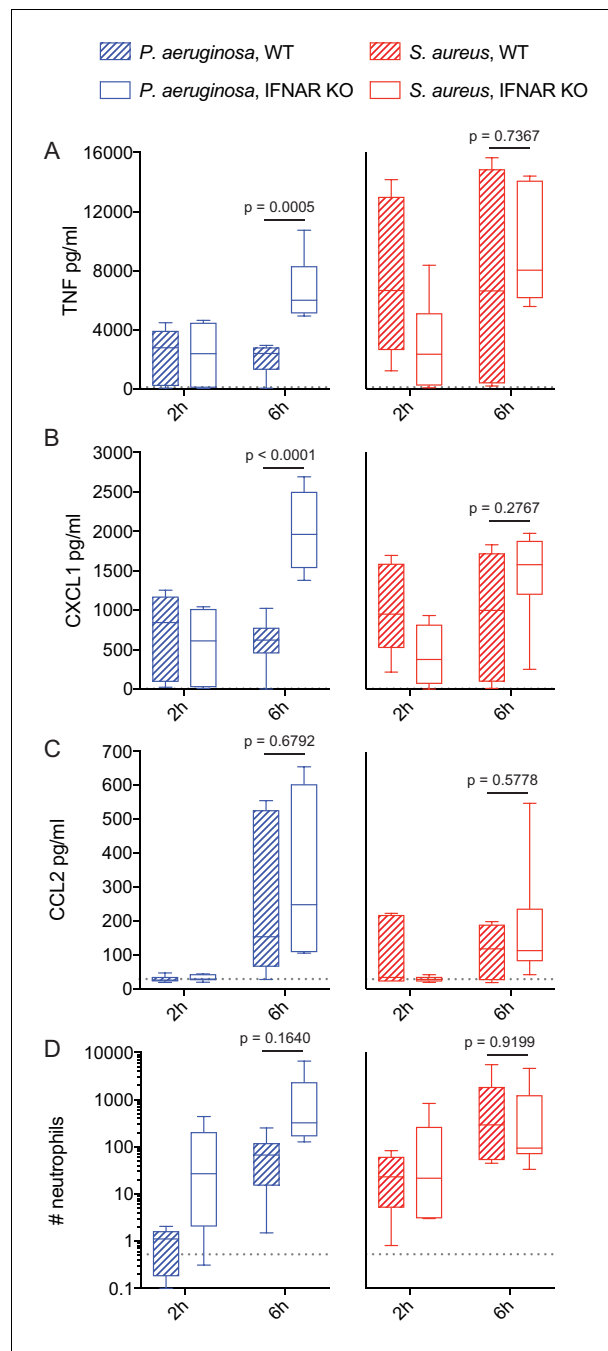 P. aeruginosa, WT
S. aureus, WT
P. aeruginosa, IFNAR KO
S. aureus, IFNAR KO
A
TNF pg/ml
16000
12000
8000
4000
0
p = 0.0005
p = 0.7367
2h
6h
2h
6h
B
CXCL1 pg/ml
3000
2500
2000
1500
1000
500
0
p < 0.0001
p = 0.2767
2h
6h
2h
6h
C
CCL2 pg/ml
700
600
500
400
300
200
100
0
p = 0.6792
p = 0.5778
2h
6h
2h
6h
D
# neutrophils
10000
1000
100
10
1
0.1
p = 0.1640
p = 0.9199
2h
6h
2h
6h